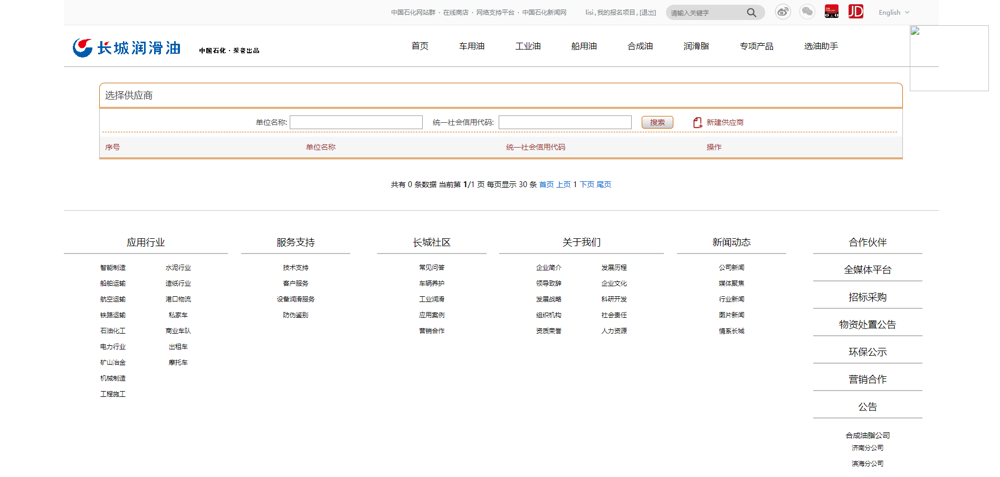 中国石化网站群 · 在线商店 · 网络支持平台 · 中国石化新闻网 lisi,我的报名项目,[退出] 请输入关键字 JD English
长城润滑油 中国石化 · 荣誉出品 首页 车用油 工业油 船用油 合成油 润滑脂 专项产品 选油助手
选择供应商
单位名称: 统一社会信用代码: 搜索 新建供应商
序号 单位名称 统一社会信用代码 操作
共有 0 条数据 当前第 1/1 页 每页显示 30 条 首页 上页 1 下页 尾页
应用行业
智能制造 水泥行业
船舶运输 造纸行业
航空运输 港口物流
铁路运输 私家车
石油化工 商业车队
电力行业 出租车
矿山冶金 摩托车
机械制造
工程施工
服务支持
技术支持
客户服务
设备润滑服务
防伪鉴别
长城社区
常见问答
车辆养护
工业润滑
应用案例
营销合作
关于我们
企业简介 发展历程
领导致辞 企业文化
发展战略 科研开发
组织机构 社会责任
资质荣誉 人力资源
新闻动态
公司新闻
媒体聚焦
行业新闻
图片新闻
情系长城
合作伙伴
全媒体平台
招标采购
物资处置公告
环保公示
营销合作
公告
合成油脂公司
济南分公司
滨海分公司